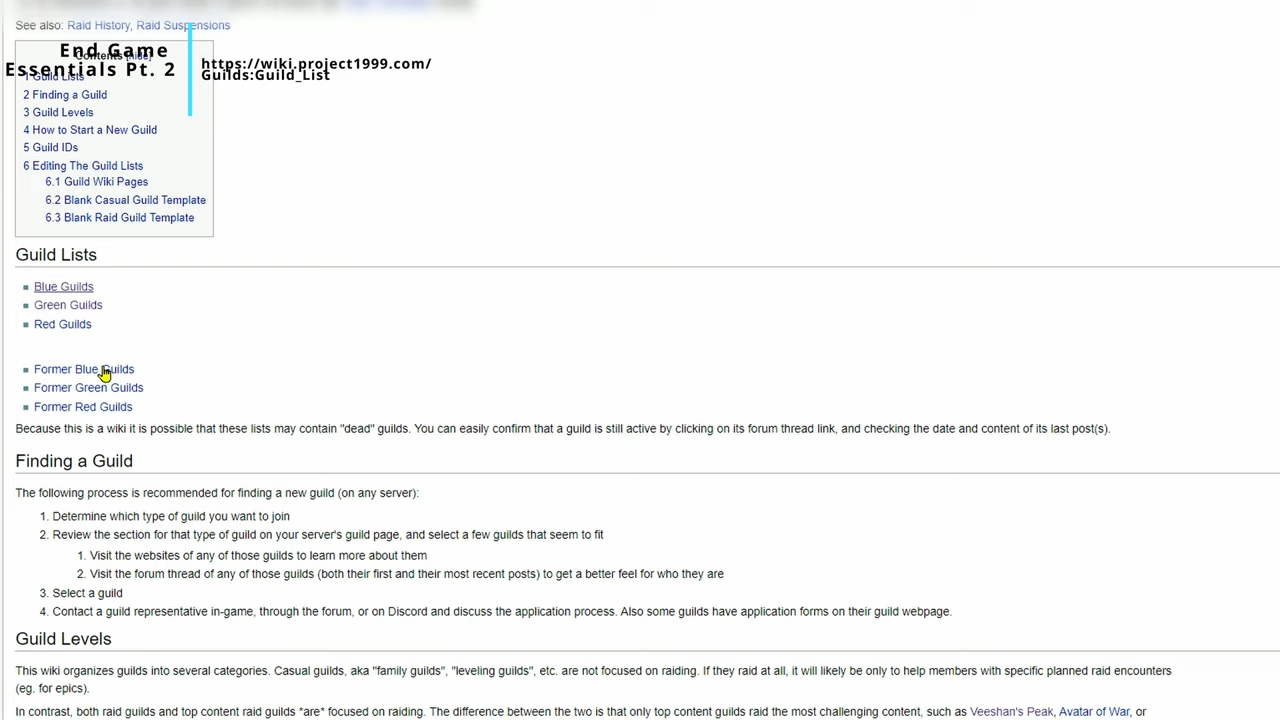 See also: Raid History, Raid Suspensions
End Game
Essentials Pt. 2
https://wiki.project1999.com/
Guilds:Guild_List
Contents [hide]
1 Guild Lists
2 Finding a Guild
3 Guild Levels
4 How to Start a New Guild
5 Guild IDs
6 Editing The Guild Lists
6.1 Guild Wiki Pages
6.2 Blank Casual Guild Template
6.3 Blank Raid Guild Template
Guild Lists
Blue Guilds
Green Guilds
Red Guilds
Former Blue Guilds
Former Green Guilds
Former Red Guilds
Because this is a wiki it is possible that these lists may contain "dead" guilds. You can easily confirm that a guild is still active by clicking on its forum thread link, and checking the date and content of its last post(s).
Finding a Guild
The following process is recommended for finding a new guild (on any server):
1. Determine which type of guild you want to join
2. Review the section for that type of guild on your server's guild page, and select a few guilds that seem to fit
1. Visit the websites of any of those guilds to learn more about them
2. Visit the forum thread of any of those guilds (both their first and their most recent posts) to get a better feel for who they are
3. Select a guild
4. Contact a guild representative in-game, through the forum, or on Discord and discuss the application process. Also some guilds have application forms on their guild webpage.
Guild Levels
This wiki organizes guilds into several categories. Casual guilds, aka "family guilds", "leveling guilds", etc. are not focused on raiding. If they raid at all, it will likely be only to help members with specific planned raid encounters
(eg. for epics).
In contrast, both raid guilds and top content raid guilds *are* focused on raiding. The difference between the two is that only top content guilds raid the most challenging content, such as Veeshan's Peak, Avatar of War, or